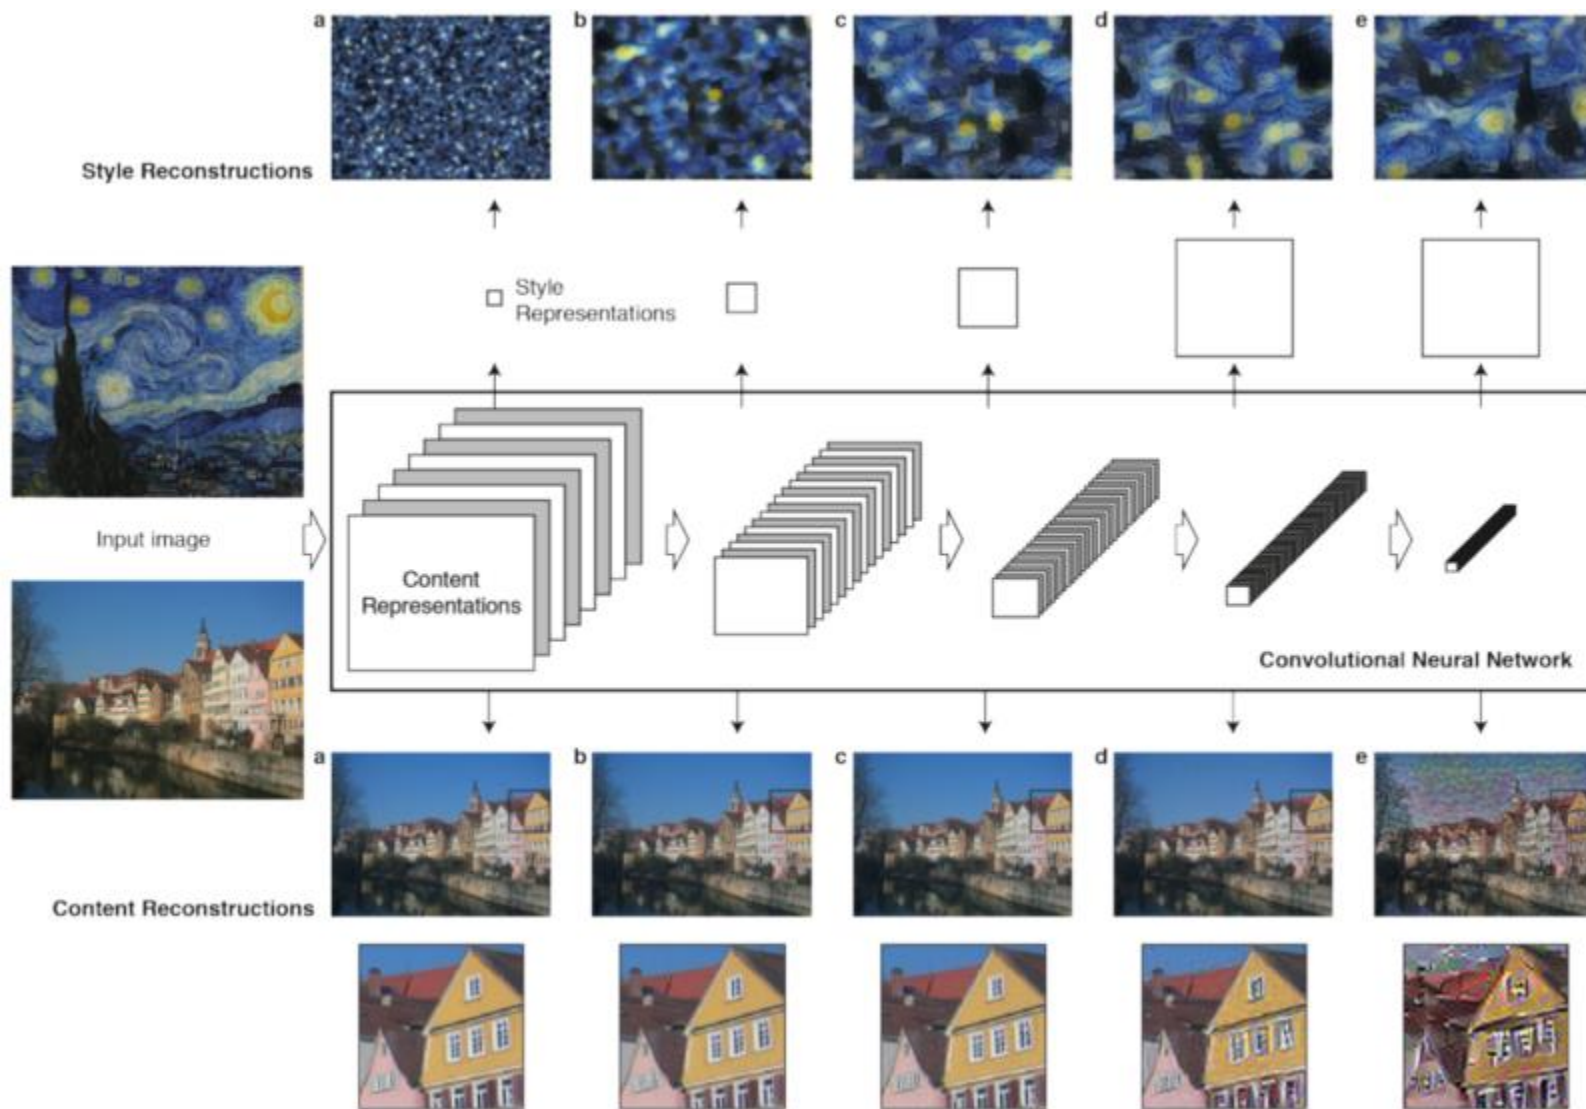 a
b
c
d
e
Style Reconstructions
Style
Representations
Input image
Content
Representations
Convolutional Neural Network
a
b
c
d
e
Content Reconstructions